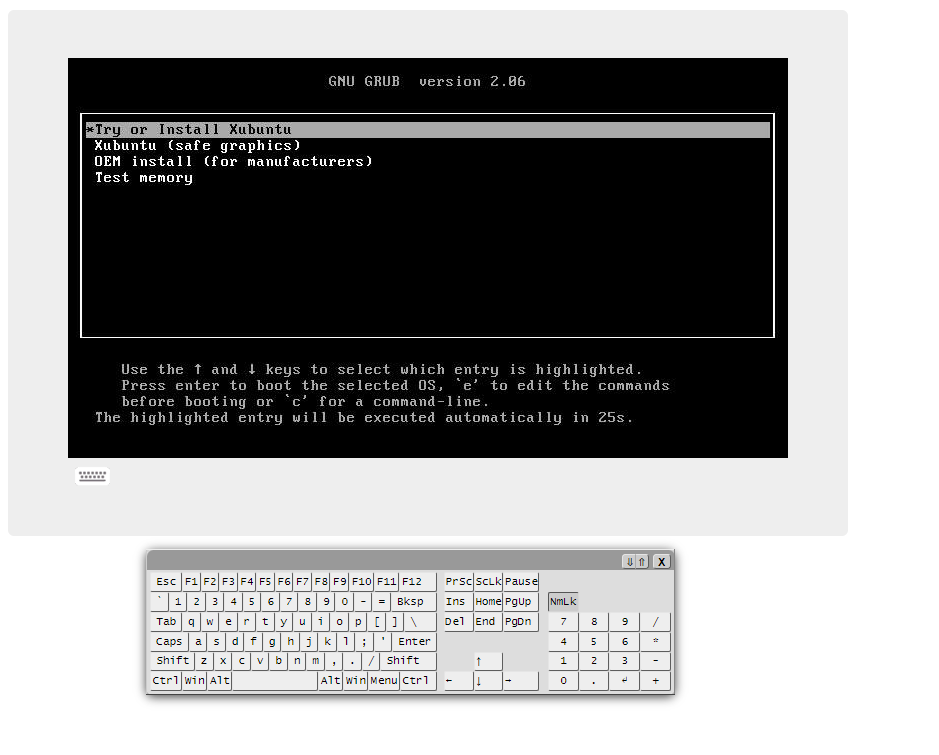 GNU GRUB version 2.06
*Try or Install Xubuntu
Xubuntu (safe graphics)
OEM install (for manufacturers)
Test memory
Use the ↑ and ↓ keys to select which entry is highlighted.
Press enter to boot the selected OS, `e' to edit the commands
before booting or `c' for a command-line.
The highlighted entry will be executed automatically in 25s.
⇓ ⇑ X
Esc F1 F2 F3 F4 F5 F6 F7 F8 F9 F10 F11 F12 PrSc ScLk Pause
` 1 2 3 4 5 6 7 8 9 0 - = Bksp Ins Home PgUp NmLk
Tab q w e r t y u i o p [ ] \ Del End PgDn 7 8 9 /
Caps a s d f g h j k l ; ' Enter 4 5 6 *
Shift z x c v b n m , . / Shift ↑ 1 2 3 -
Ctrl Win Alt Alt Win Menu Ctrl ← ↓ → 0 . ↵ +